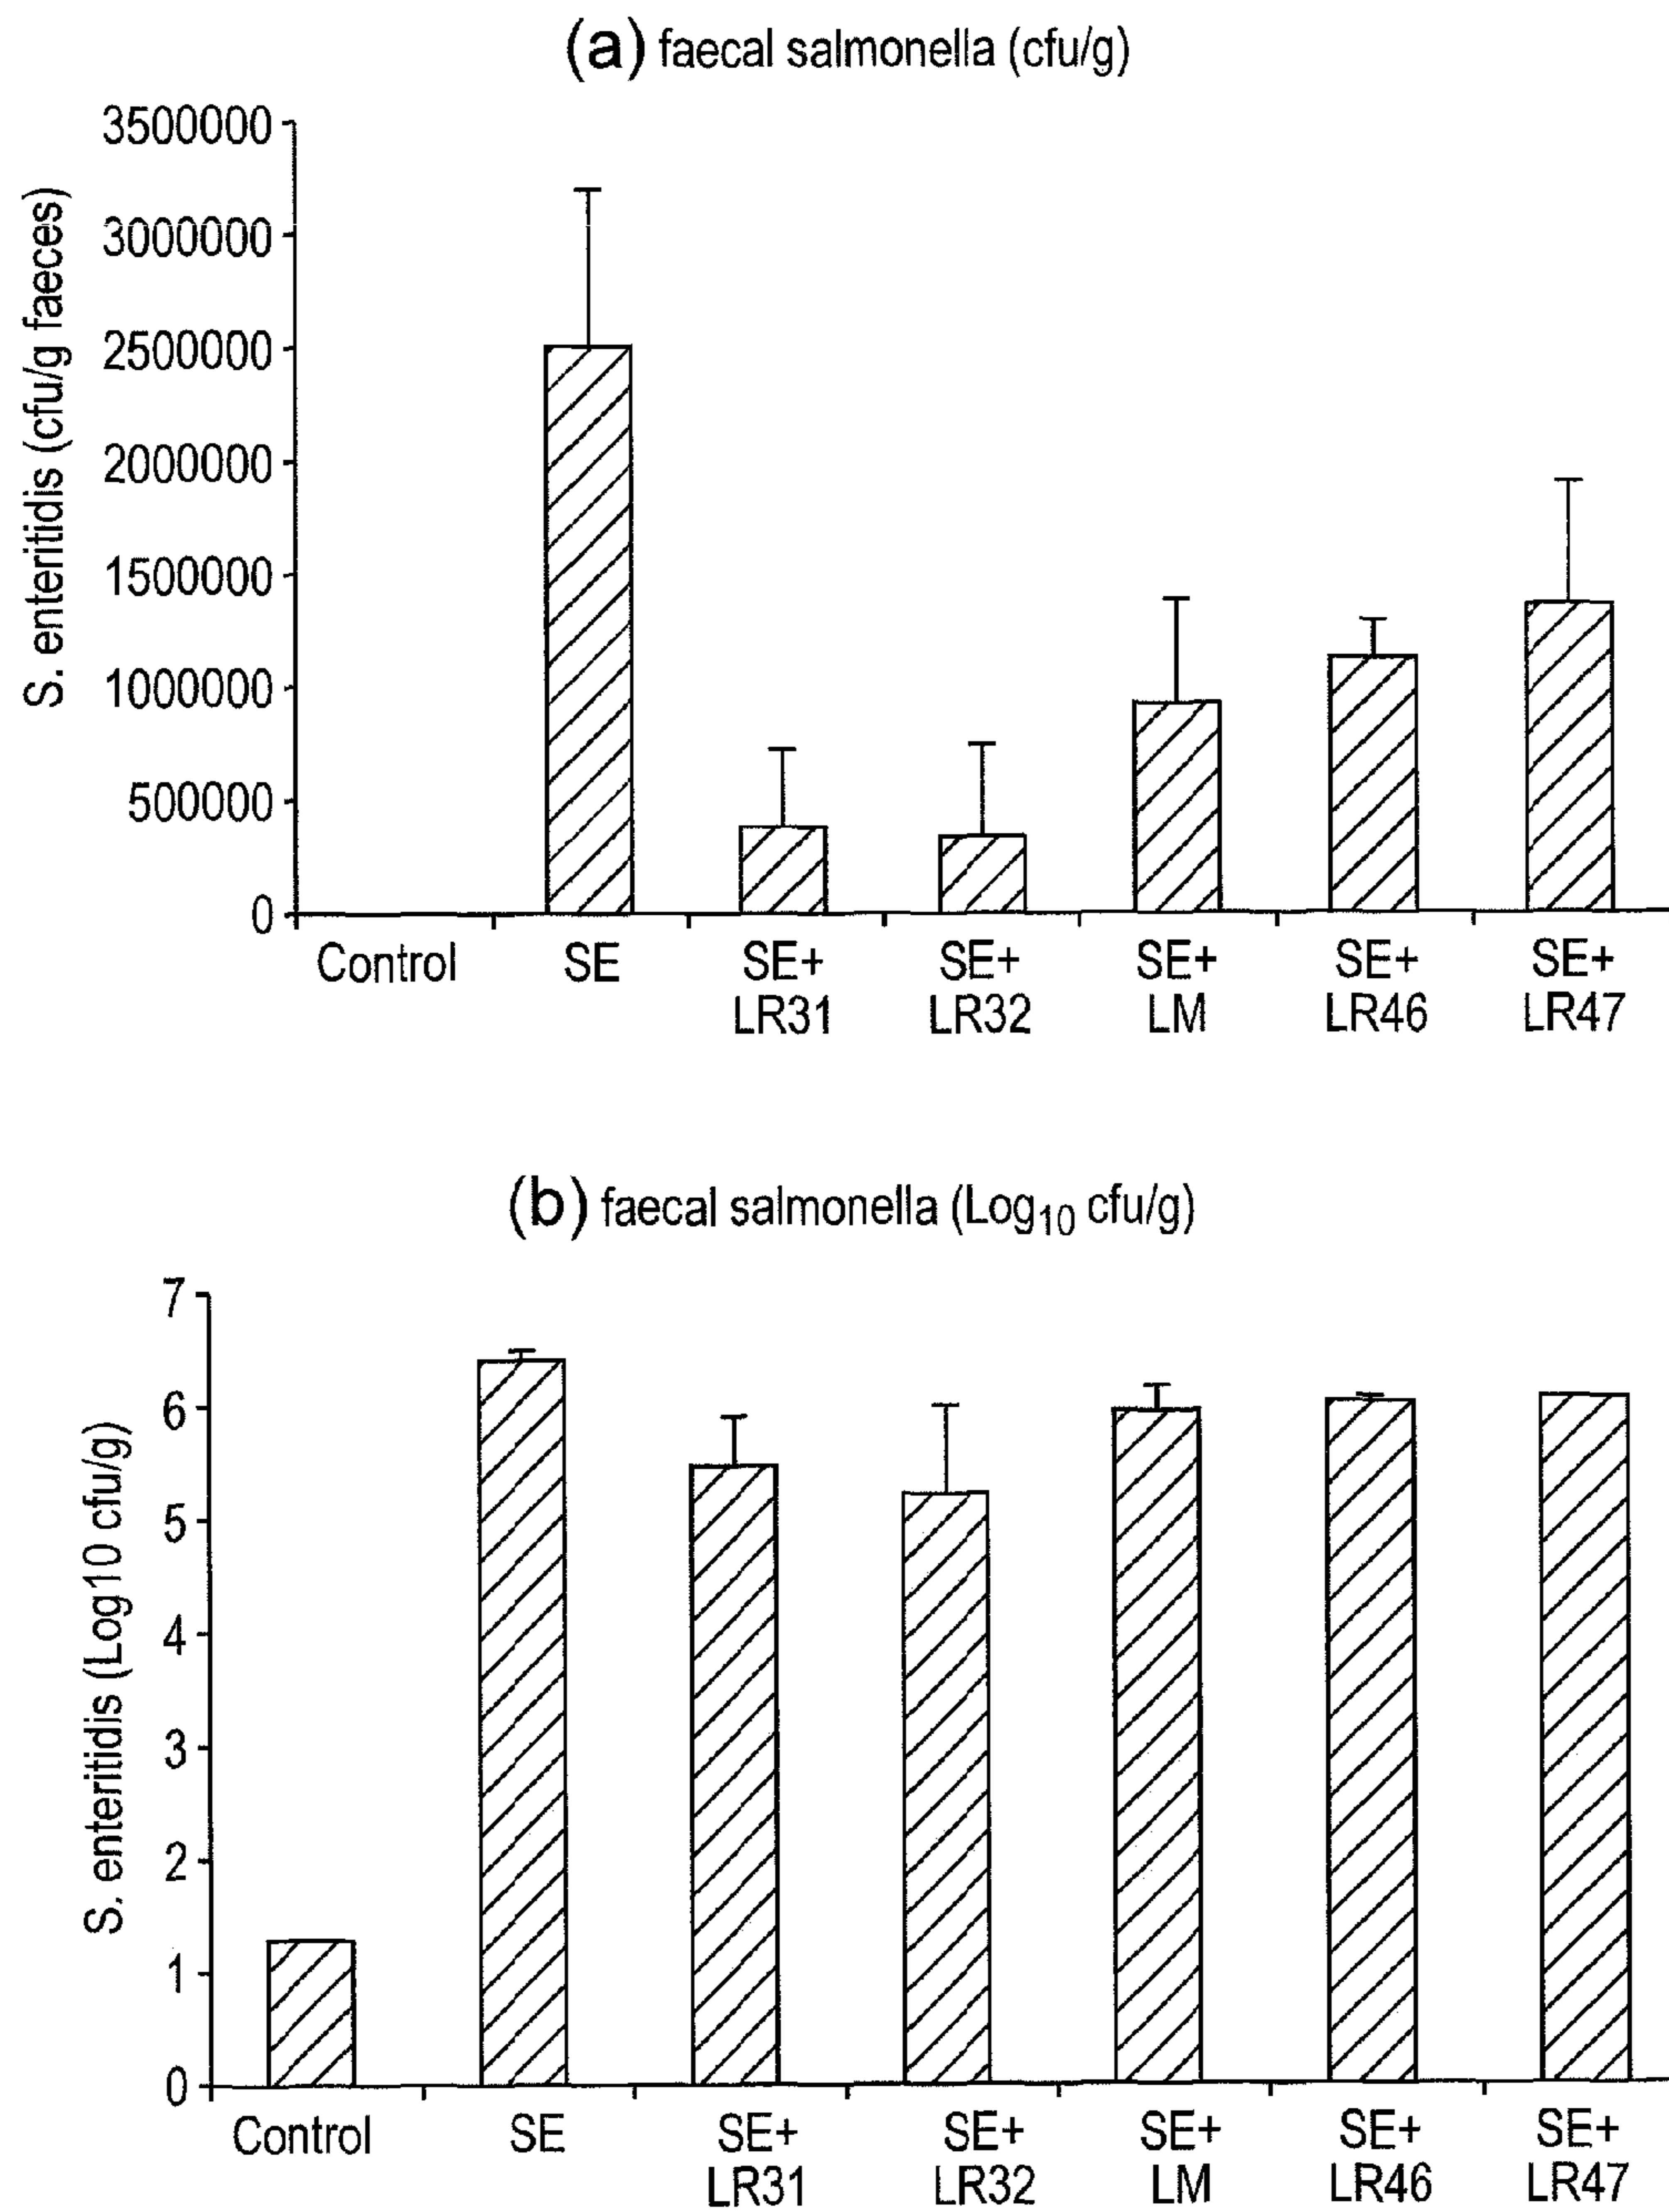 (a) faecal salmonella (cfu/g)
S. enteritidis (cfu/g faeces)
3500000
3000000
2500000
2000000
1500000
1000000
500000
0
Control SE SE+ SE+ SE+ SE+ SE+
LR31 LR32 LM LR46 LR47
(b) faecal salmonella (Log10 cfu/g)
S. enteritidis (Log10 cfu/g)
7
6
5
4
3
2
1
0
Control SE SE+ SE+ SE+ SE+ SE+
LR31 LR32 LM LR46 LR47